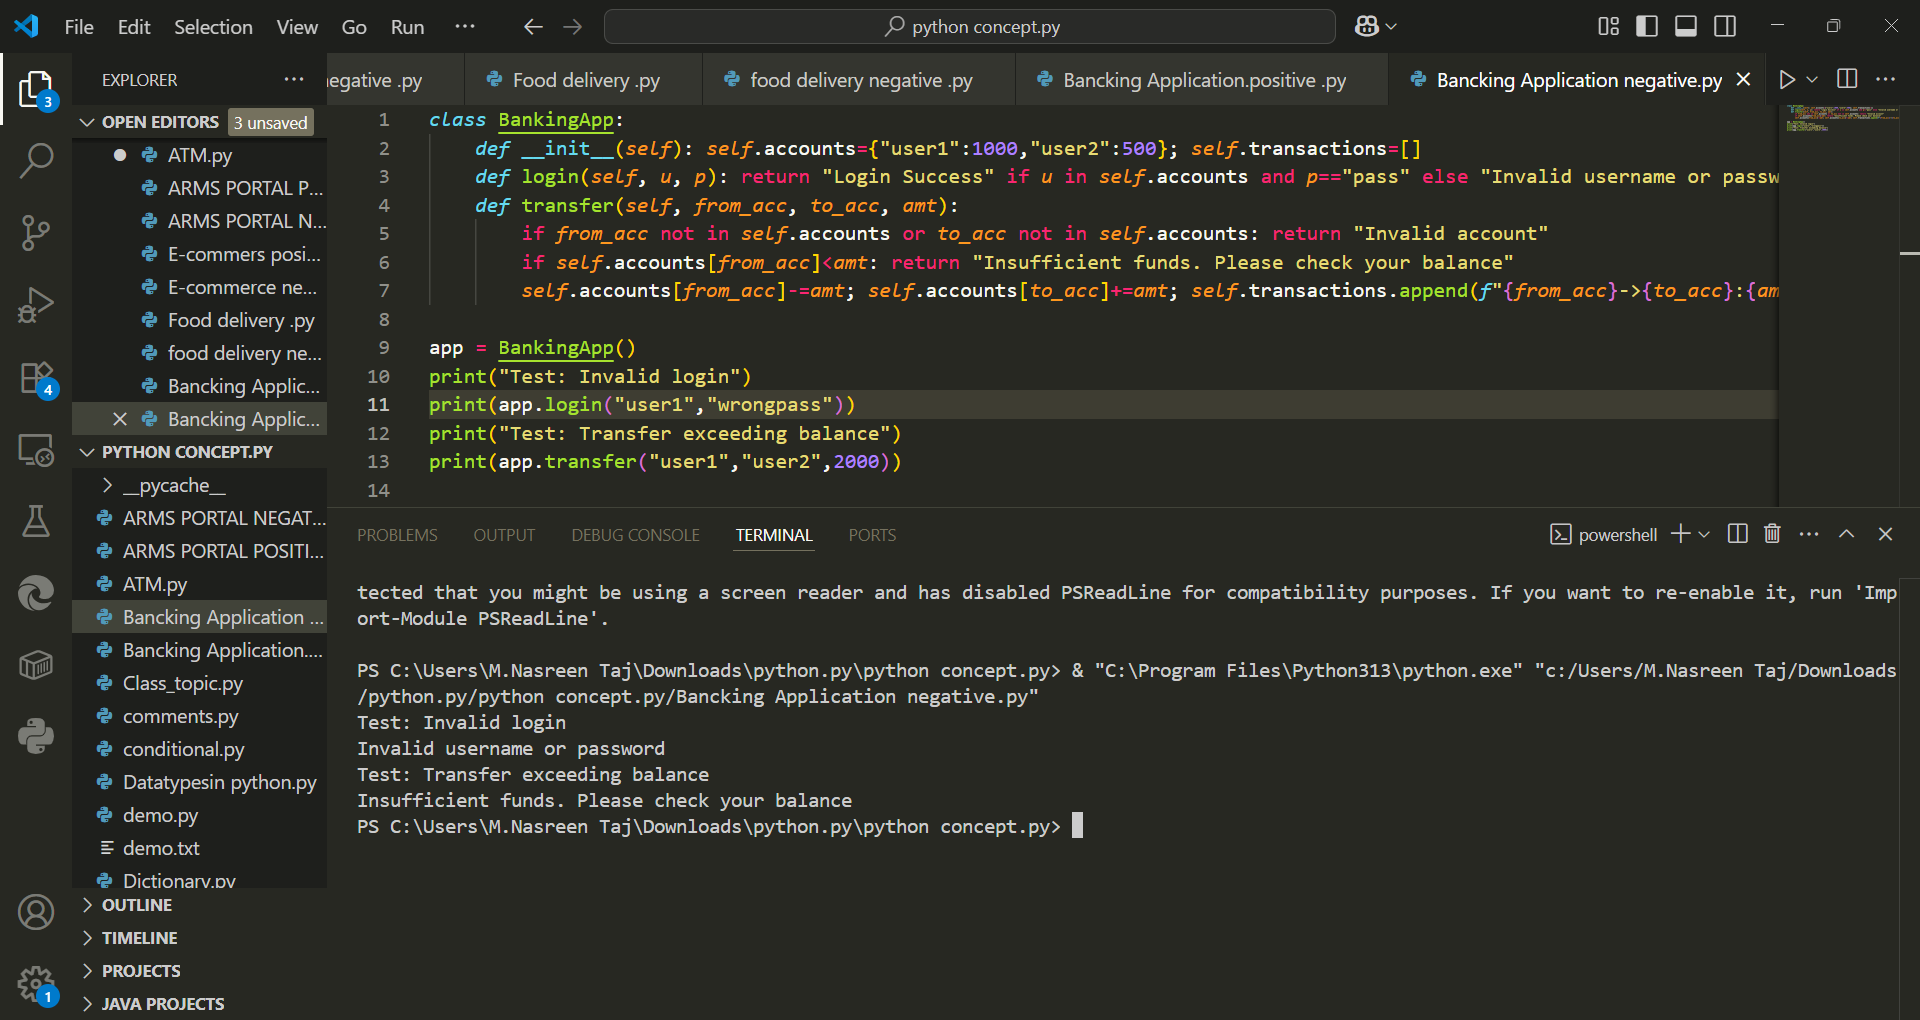 File Edit Selection View Go Run ···
python concept.py
EXPLORER ···
egative .py
Food delivery .py
food delivery negative .py
Bancking Application.positive .py
Bancking Application negative.py
3
OPEN EDITORS 3 unsaved
ATM.py
ARMS PORTAL P...
ARMS PORTAL N...
E-commers posi...
E-commerce ne...
Food delivery .py
food delivery ne...
Bancking Applic...
Bancking Applic...
4
PYTHON CONCEPT.PY
__pycache__
ARMS PORTAL NEGAT...
ARMS PORTAL POSITI...
ATM.py
Bancking Application ...
Bancking Application....
Class_topic.py
comments.py
conditional.py
Datatypesin python.py
demo.py
demo.txt
Dictionary.py
OUTLINE
TIMELINE
PROJECTS
JAVA PROJECTS
1
1 class BankingApp:
2 def __init__(self): self.accounts={"user1":1000,"user2":500}; self.transactions=[]
3 def login(self, u, p): return "Login Success" if u in self.accounts and p=="pass" else "Invalid username or passw
4 def transfer(self, from_acc, to_acc, amt):
5 if from_acc not in self.accounts or to_acc not in self.accounts: return "Invalid account"
6 if self.accounts[from_acc]<amt: return "Insufficient funds. Please check your balance"
7 self.accounts[from_acc]-=amt; self.accounts[to_acc]+=amt; self.transactions.append(f"{from_acc}->{to_acc}:{am
8
9 app = BankingApp()
10 print("Test: Invalid login")
11 print(app.login("user1","wrongpass"))
12 print("Test: Transfer exceeding balance")
13 print(app.transfer("user1","user2",2000))
14
PROBLEMS OUTPUT DEBUG CONSOLE TERMINAL PORTS
powershell
tected that you might be using a screen reader and has disabled PSReadLine for compatibility purposes. If you want to re-enable it, run 'Imp
ort-Module PSReadLine'.
PS C:\Users\M.Nasreen Taj\Downloads\python.py\python concept.py> & "C:\Program Files\Python313\python.exe" "c:/Users/M.Nasreen Taj/Downloads
/python.py/python concept.py/Bancking Application negative.py"
Test: Invalid login
Invalid username or password
Test: Transfer exceeding balance
Insufficient funds. Please check your balance
PS C:\Users\M.Nasreen Taj\Downloads\python.py\python concept.py>